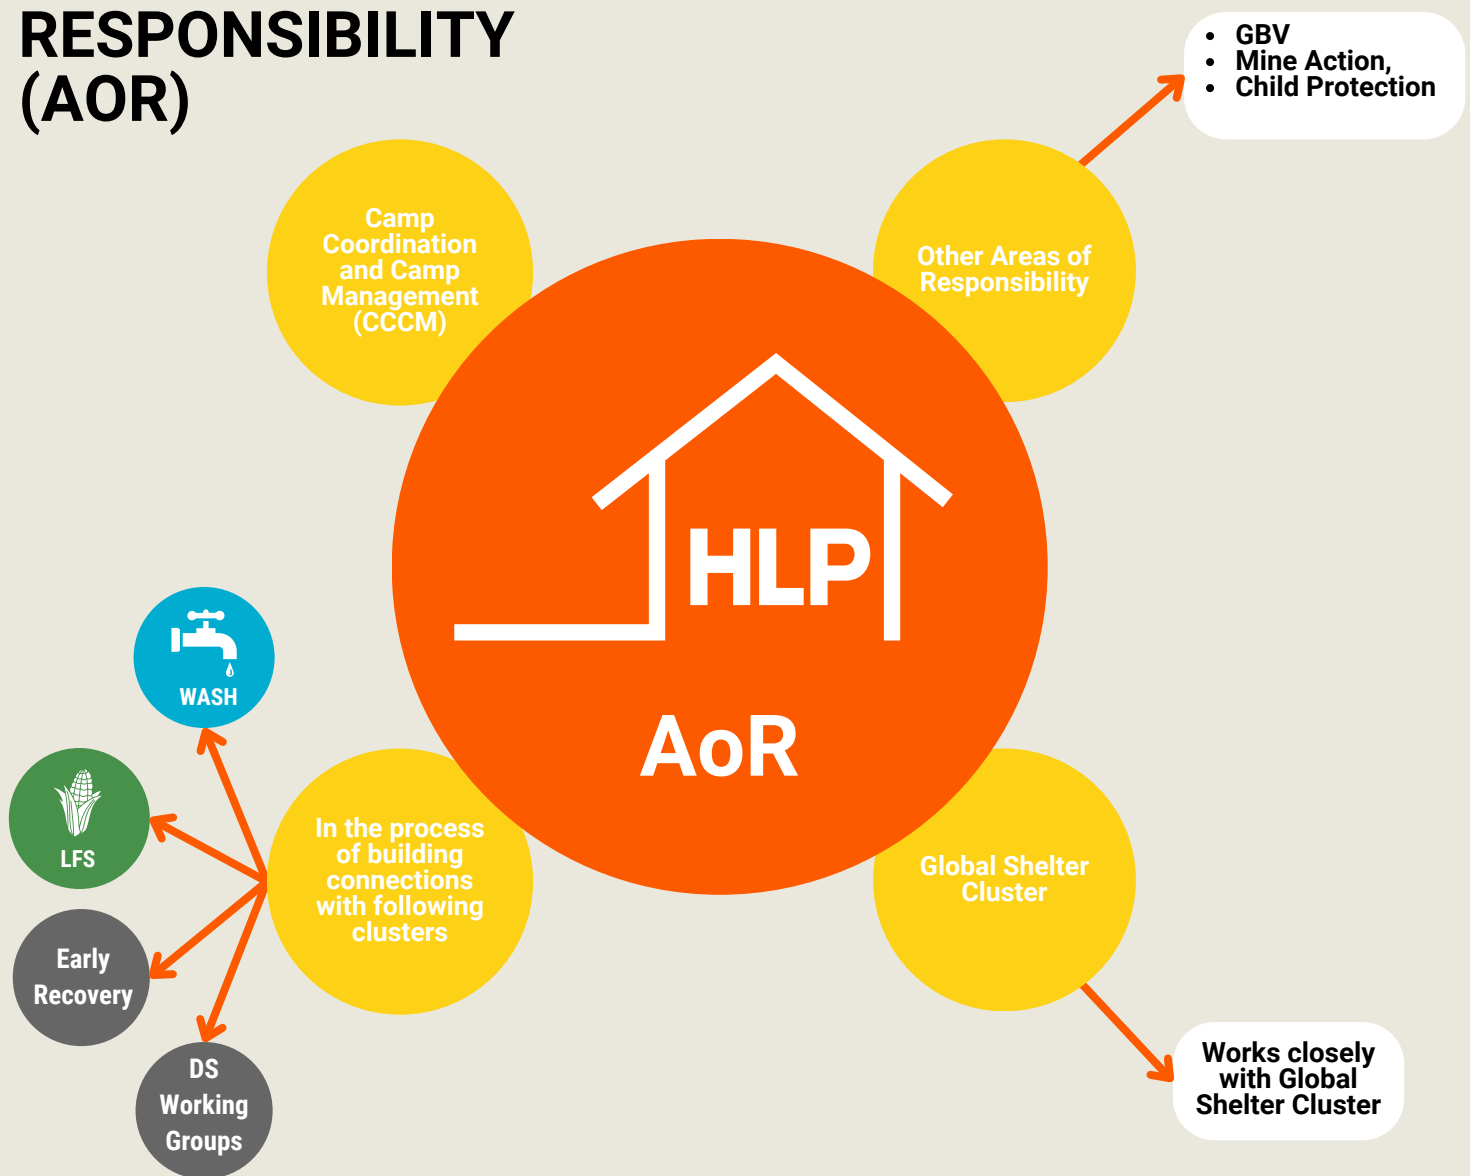 RESPONSIBILITY
(AOR)
• GBV
• Mine Action,
• Child Protection
Camp
Coordination
and Camp
Management
(CCCM)
Other Areas of
Responsibility
HLP
AoR
WASH
LFS
Early
Recovery
DS
Working
Groups
In the process
of building
connections
with following
clusters
Global Shelter
Cluster
Works closely
with Global
Shelter Cluster